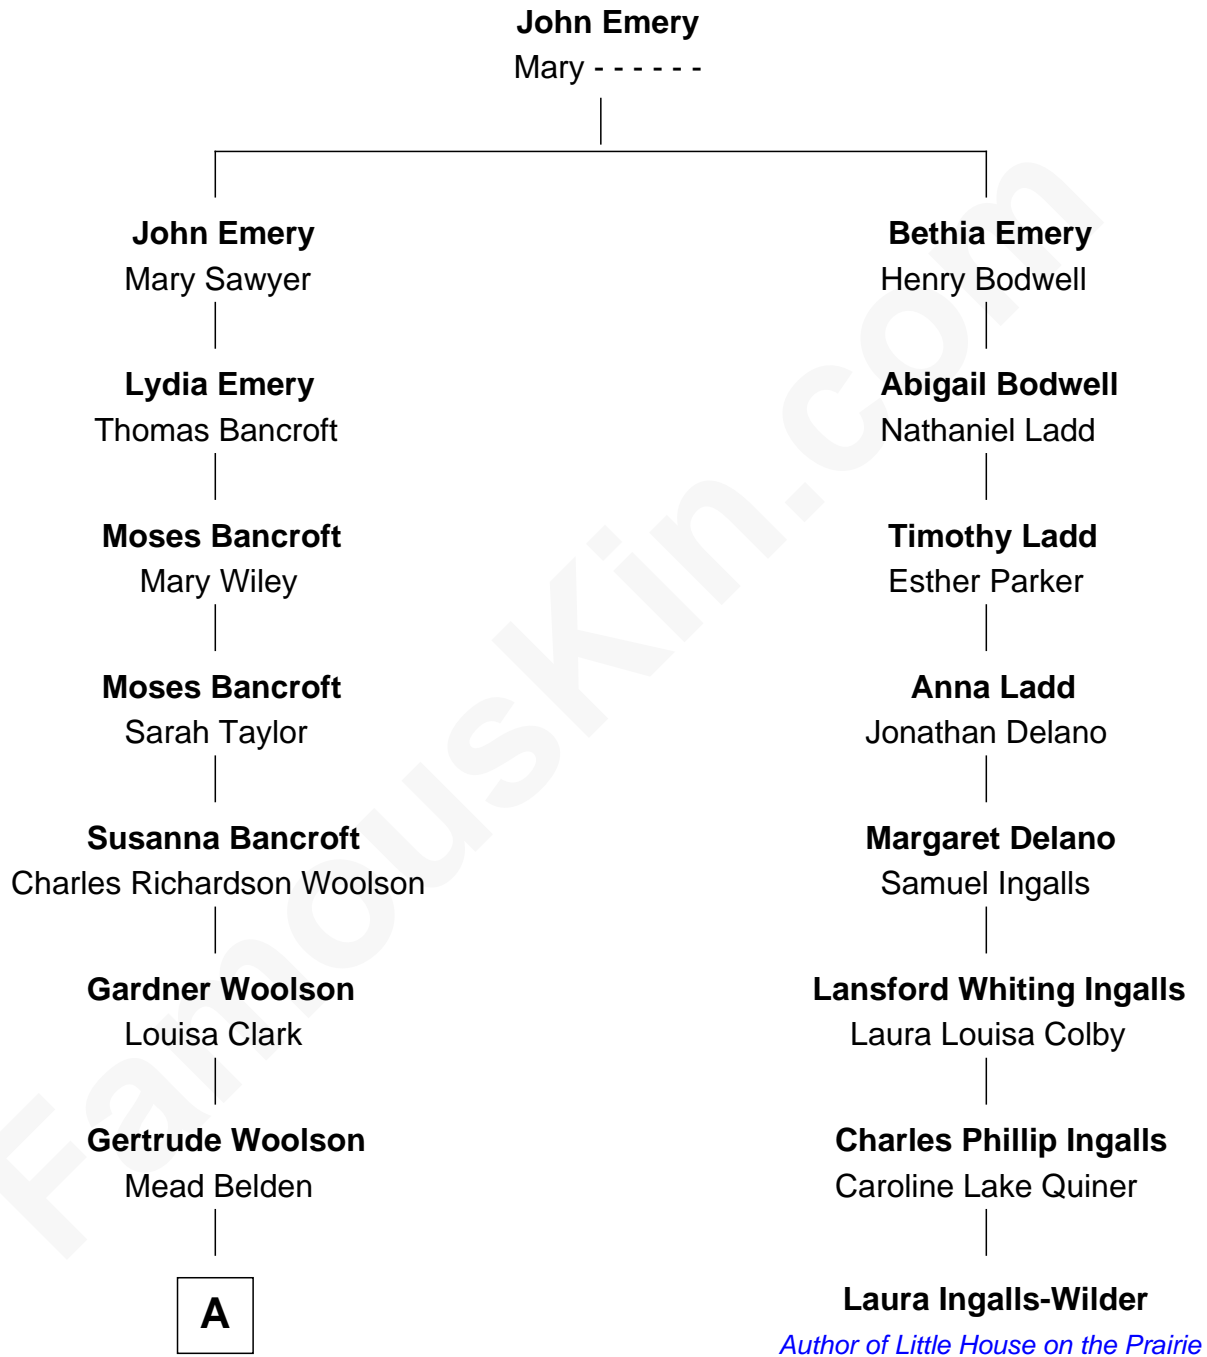 John Emery
Mary - - - - - -
John Emery
Mary Sawyer
Bethia Emery
Henry Bodwell
Lydia Emery
Thomas Bancroft
Abigail Bodwell
Nathaniel Ladd
Moses Bancroft
Mary Wiley
Timothy Ladd
Esther Parker
Moses Bancroft
Sarah Taylor
Anna Ladd
Jonathan Delano
Susanna Bancroft
Charles Richardson Woolson
Margaret Delano
Samuel Ingalls
Gardner Woolson
Louisa Clark
Lansford Whiting Ingalls
Laura Louisa Colby
Gertrude Woolson
Mead Belden
Charles Phillip Ingalls
Caroline Lake Quiner
A
Laura Ingalls-Wilder
Author of Little House on the Prairie
FamousKin.com